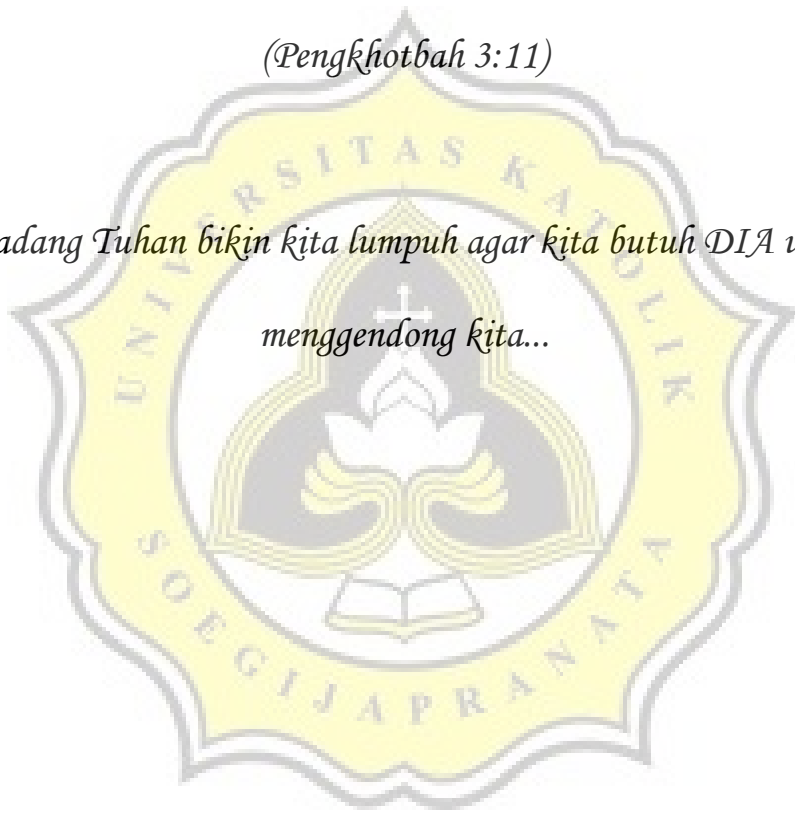 (Pengkhotbah 3:11)
UNIVERSITAS KATOLIK
Tuhan bikin kita lumpuh agar kita butuh DIA
menggendong kita...
SOEGIJAPRANATA